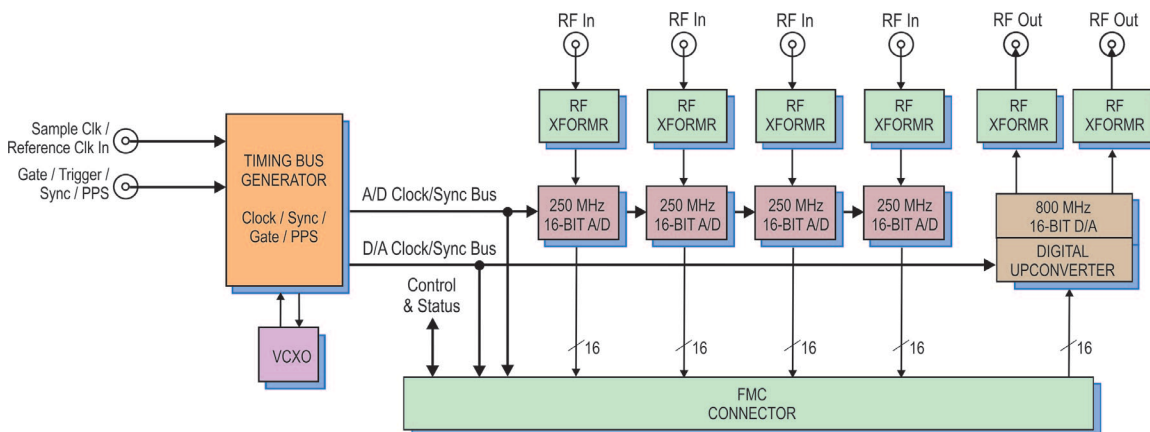 RF In
RF In
RF In
RF In
RF Out
RF Out
RF
XFORMR
RF
XFORMR
RF
XFORMR
RF
XFORMR
RF
XFORMR
RF
XFORMR
Sample Clk /
Reference Clk In
Gate / Trigger /
Sync / PPS
TIMING BUS
GENERATOR
Clock / Sync /
Gate / PPS
A/D Clock/Sync Bus
D/A Clock/Sync Bus
250 MHz
16-BIT A/D
250 MHz
16-BIT A/D
250 MHz
16-BIT A/D
250 MHz
16-BIT A/D
800 MHz
16-BIT D/A
DIGITAL
UPCONVERTER
Control
& Status
VCXO
16
16
16
16
16
FMC
CONNECTOR